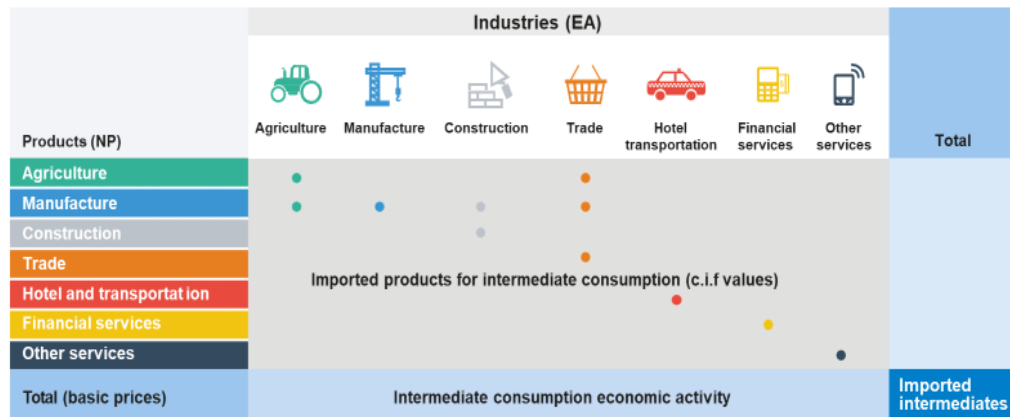 Industries (EA)
Products (NP)
Agriculture
Manufacture
Construction
Trade
Hotel
transportation
Financial
services
Other
services
Total
Agriculture
Manufacture
Construction
Trade
Imported products for intermediate consumption (c.i.f values)
Hotel and transportation
Financial services
Other services
Total (basic prices)
Intermediate consumption economic activity
Imported
intermediates